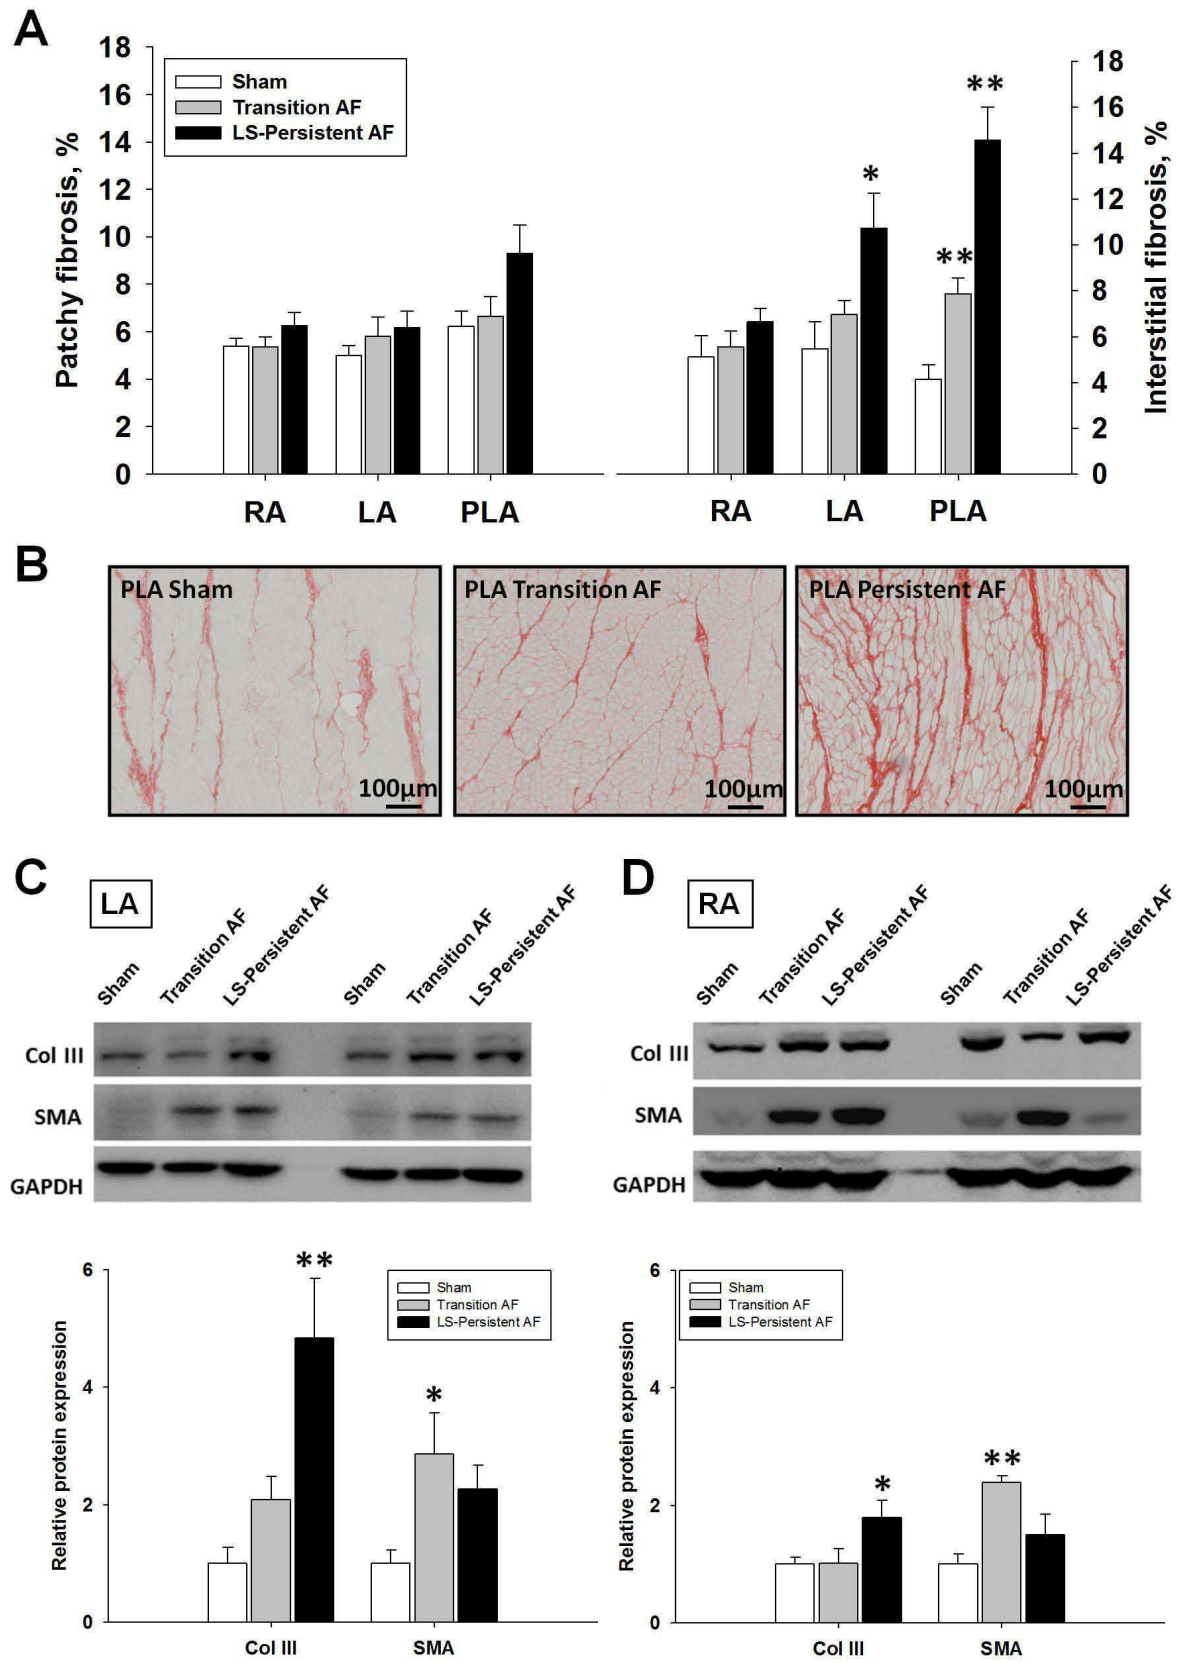 A
Patchy fibrosis, %
18
16
14
12
10
8
6
4
2
0
Sham
Transition AF
LS-Persistent AF
RA
LA
PLA
*
**
**
RA
LA
PLA
18
16
14
12
10
8
6
4
2
0
Interstitial fibrosis, %
B
PLA Sham
100µm
PLA Transition AF
100µm
PLA Persistent AF
100µm
C
LA
Sham
Transition AF
LS-Persistent AF
Sham
Transition AF
LS-Persistent AF
Col III
SMA
GAPDH
Relative protein expression
6
4
2
0
**
*
Sham
Transition AF
LS-Persistent AF
Col III
SMA
D
RA
Sham
Transition AF
LS-Persistent AF
Sham
Transition AF
LS-Persistent AF
Col III
SMA
GAPDH
Relative protein expression
6
4
2
0
Sham
Transition AF
LS-Persistent AF
*
**
Col III
SMA